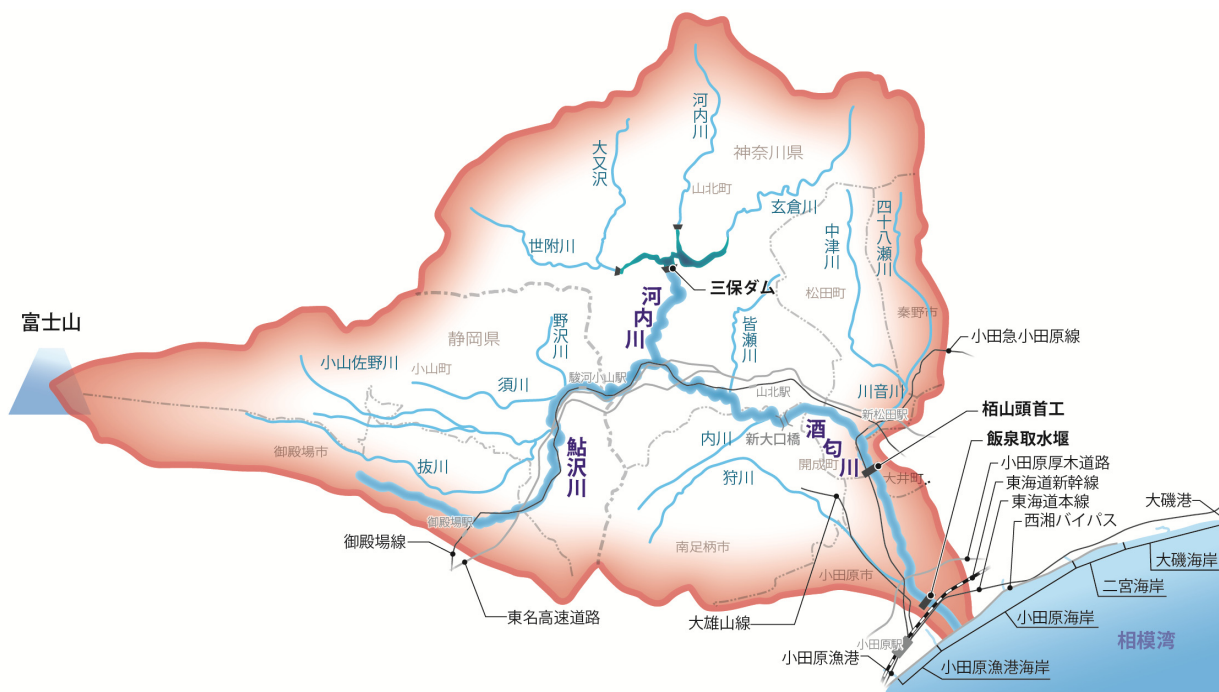 富士山
河内川
大又沢
神奈川県
山北町
玄倉川
四十八瀬川
中津川
世附川
三保ダム
松田町
秦野市
河内川
皆瀬川
静岡県
野沢川
小山佐野川
小山町
須川
駿河小山駅
山北駅
川音川
小田急小田原線
新松田駅
栢山頭首工
酒匂川
新大口橋
内川
鮎沢川
御殿場市
抜川
狩川
開成町
大井町
飯泉取水堰
小田原厚木道路
東海道新幹線
東海道本線
西湘バイパス
大磯港
御殿場駅
御殿場線
南足柄市
小田原市
大磯海岸
二宮海岸
東名高速道路
大雄山線
小田原海岸
小田原駅
小田原漁港
小田原漁港海岸
相模湾